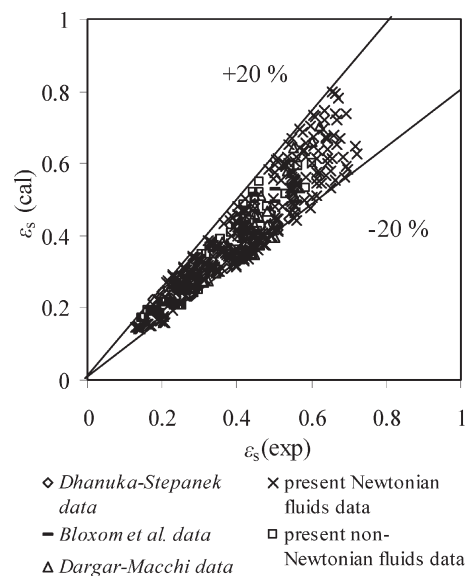 1
0.8
0.6
0.4
0.2
0
εs (cal)
+20 %
-20 %
0
0.2
0.4
0.6
0.8
1
εs(exp)
Dhanuka-Stepanek
data
Bloxom et al. data
Dargar-Macchi data
present Newtonian
fluids data
present non-
Newtonian fluids data